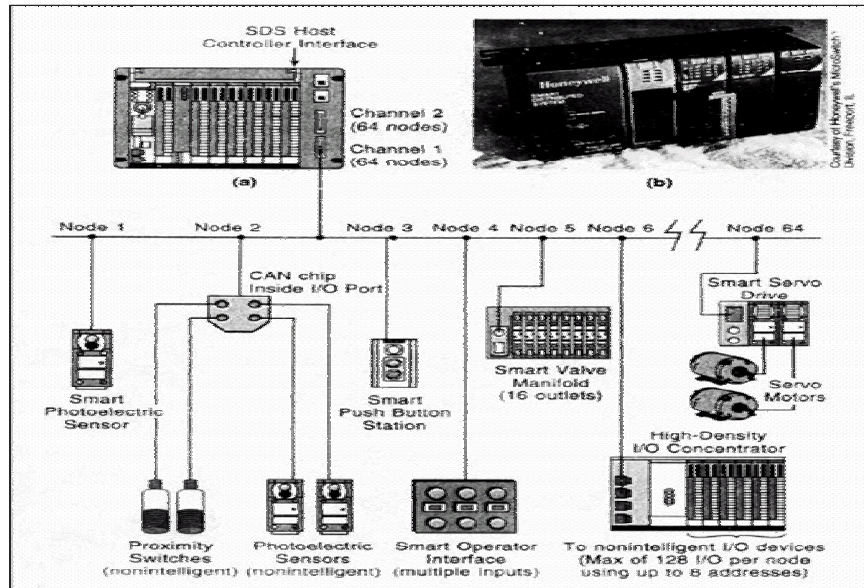 SDS Host
Controller Interface
Channel 2
(64 nodes)
Channel 1
(64 nodes)
(a)
Honeywell
(b)
Courtesy of Honeywell's MicroSwitch
Division, Freeport, IL
Node 1
Node 2
Node 3
Node 4
Node 5
Node 6
Node 64
CAN chip
Inside I/O Port
Smart Servo
Drive
Smart
Photoelectric
Sensor
Smart
Push Button
Station
Smart Valve
Manifold
(16 outlets)
Servo
Motors
High-Density
I/O Concentrator
Proximity
Switches
(nonintelligent)
Photoelectric
Sensors
(nonintelligent)
Smart Operator
Interface
(multiple inputs)
To nonintelligent I/O devices
(Max of 128 I/O per node
using up to 8 addresses)